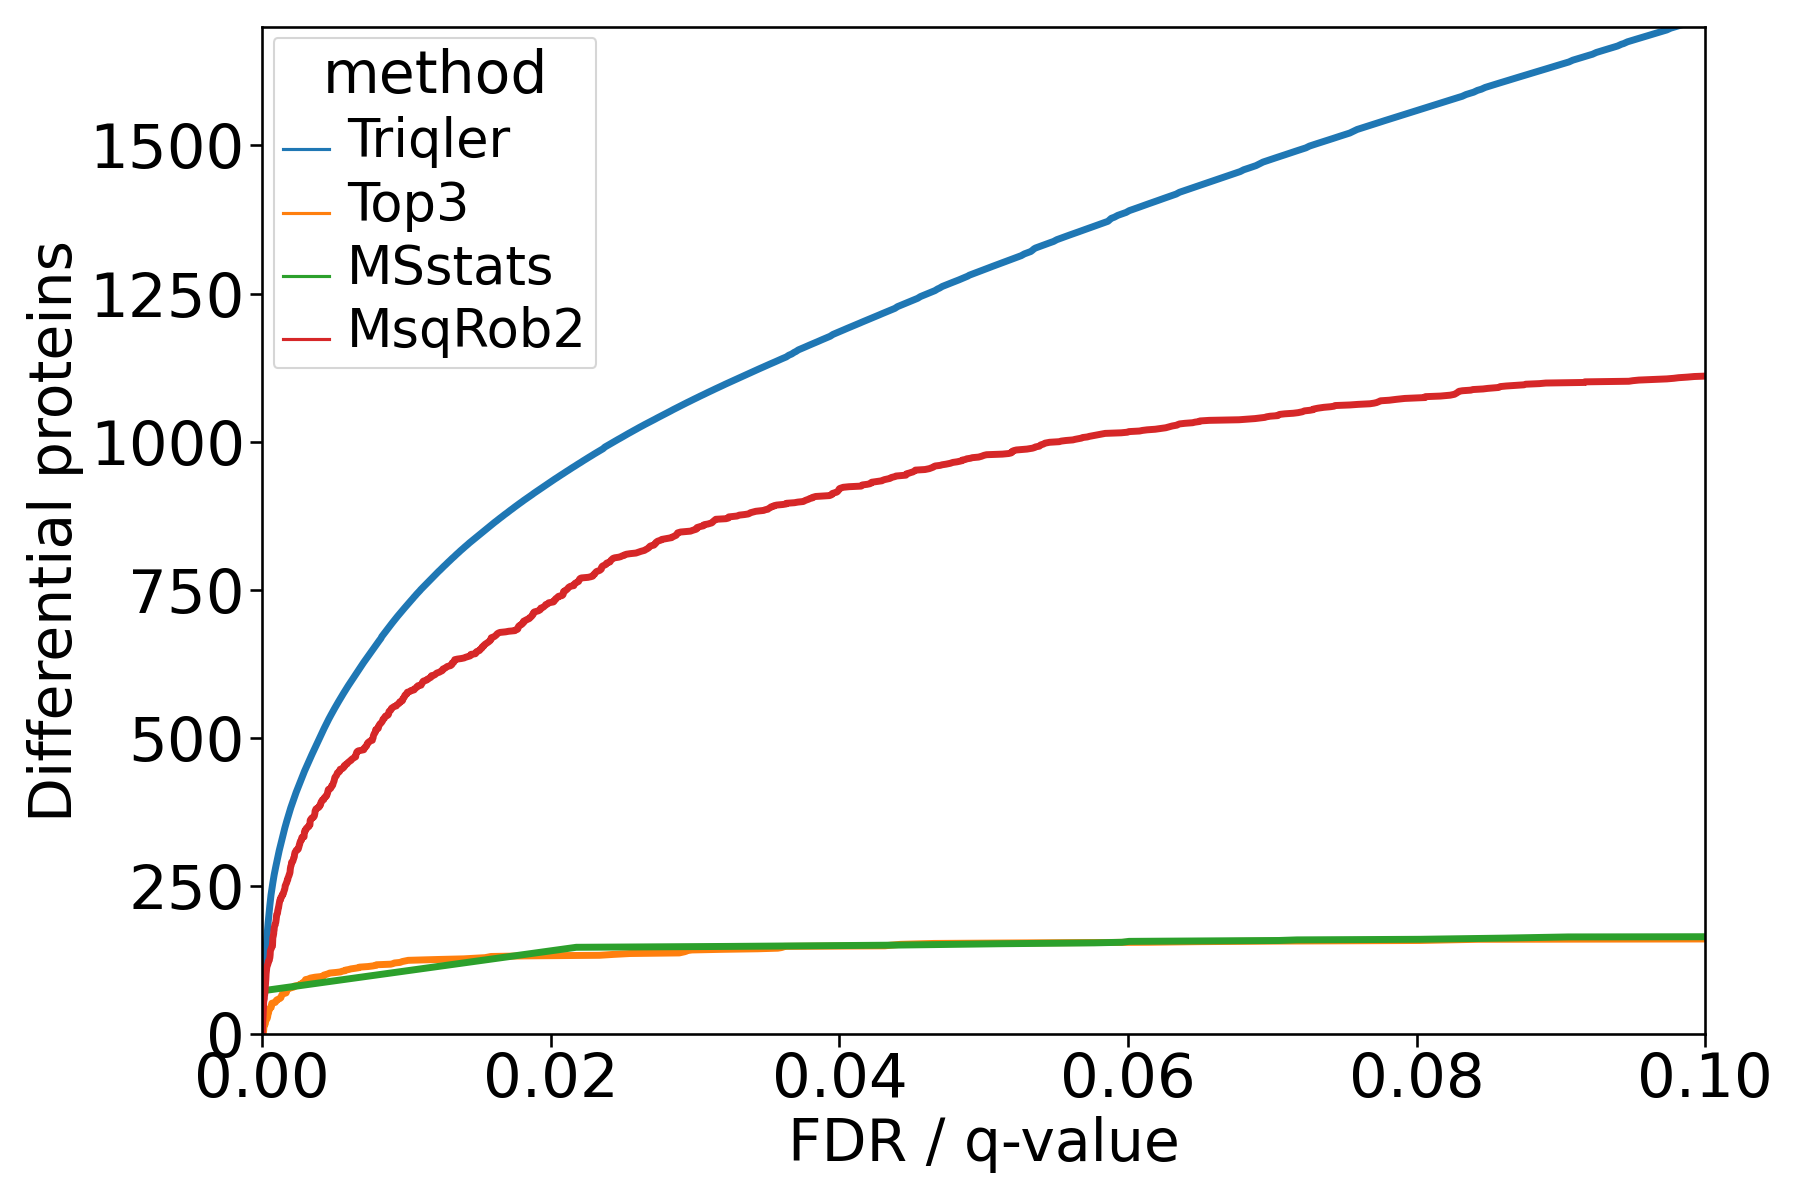 method
Triqler
Top3
MSstats
MsqRob2
Differential proteins
1500
1250
1000
750
500
250
0
0.00 0.02 0.04 0.06 0.08 0.10
FDR / q-value